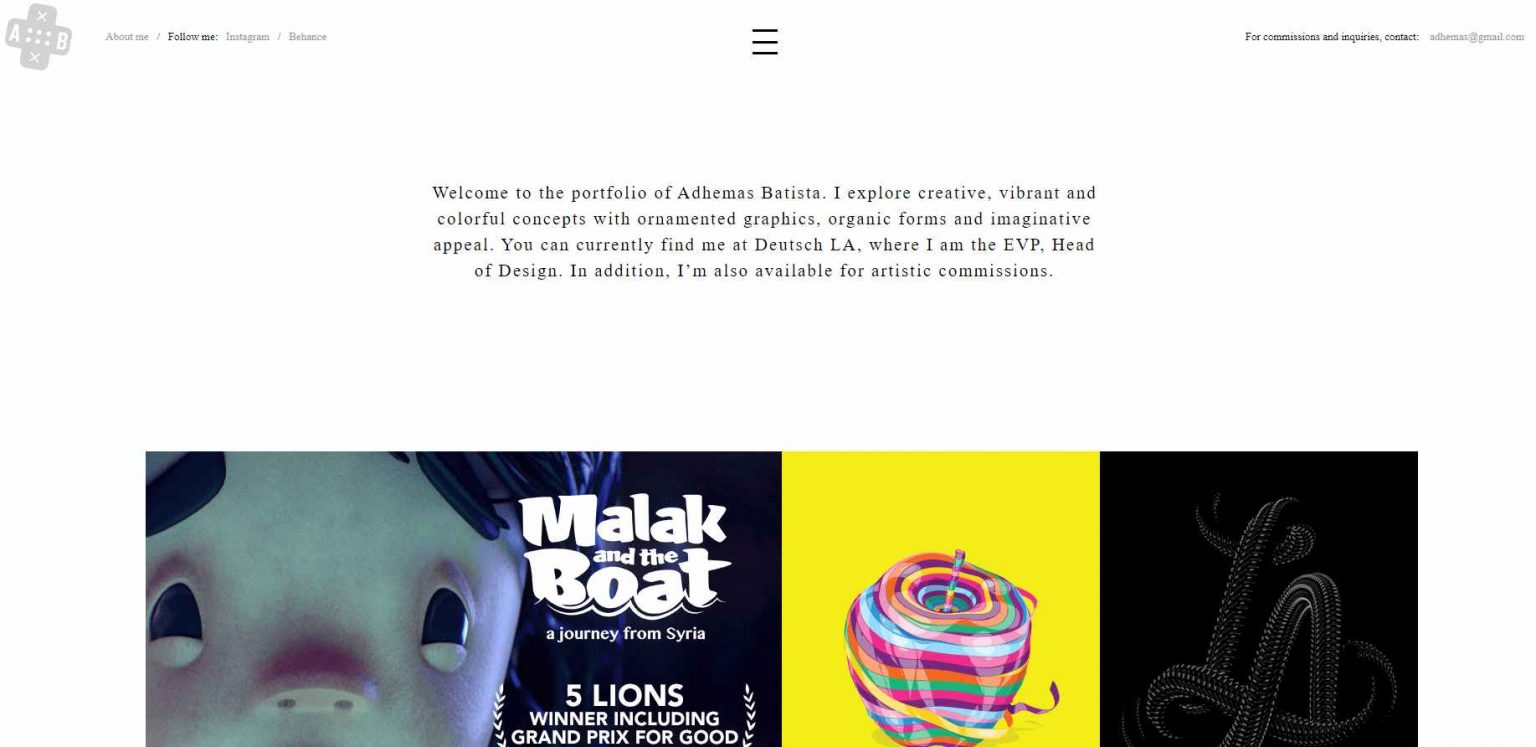 A B
About me / Follow me: Instagram / Behance
For commissions and inquiries, contact: adhemas@gmail.com
Welcome to the portfolio of Adhemas Batista. I explore creative, vibrant and
colorful concepts with ornamented graphics, organic forms and imaginative
appeal. You can currently find me at Deutsch LA, where I am the EVP, Head
of Design. In addition, I’m also available for artistic commissions.
Malak
and the
Boat
a journey from Syria
5 LIONS
WINNER INCLUDING
GRAND PRIX FOR GOOD
LA